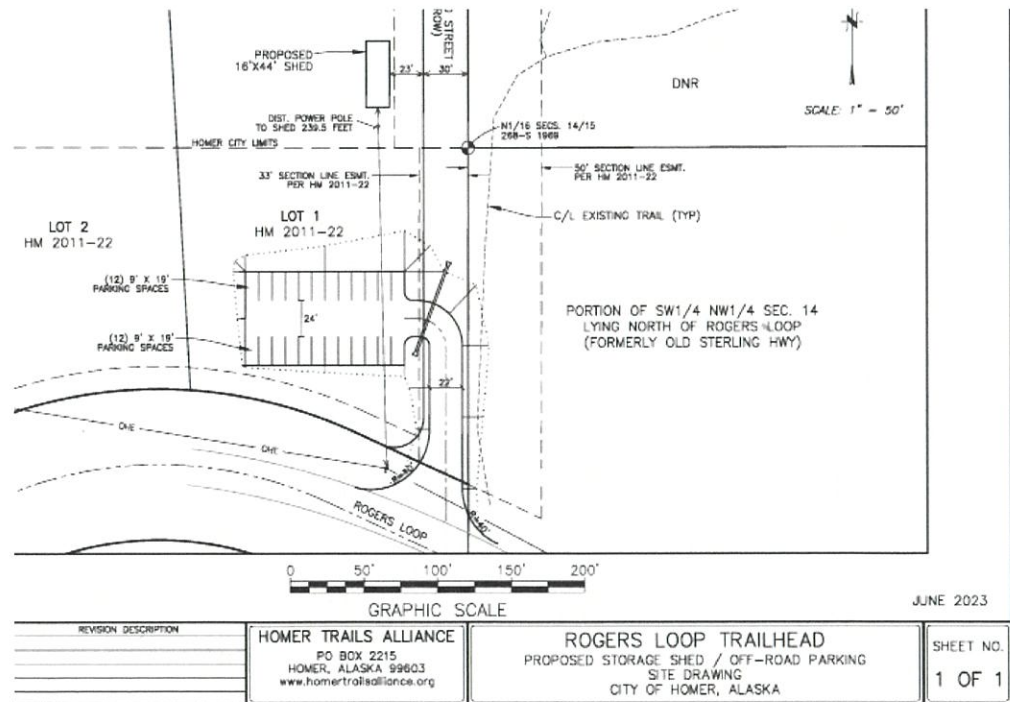 STREET
ROW)
PROPOSED
16'X44' SHED
23'
30'
DNR
SCALE: 1" = 50'
DIST. POWER POLE
TO SHED 239.5 FEET
N1/16 SECS. 14/15
268-S 1969
HOMER CITY LIMITS
33' SECTION LINE ESMT.
PER HM 2011-22
50' SECTION LINE ESMT.
PER HM 2011-22
C/L EXISTING TRAIL (TYP)
LOT 2
HM 2011-22
LOT 1
HM 2011-22
(12) 9' X 19'
PARKING SPACES
24'
(12) 9' X 19'
PARKING SPACES
PORTION OF SW1/4 NW1/4 SEC. 14
LYING NORTH OF ROGERS LOOP
(FORMERLY OLD STERLING HWY)
22'
OHE
OHE
R=40'
R=40'
ROGERS LOOP
0 50' 100' 150' 200'
GRAPHIC SCALE
JUNE 2023
REVISION DESCRIPTION
HOMER TRAILS ALLIANCE
PO BOX 2215
HOMER, ALASKA 99603
www.homertrailsalliance.org
ROGERS LOOP TRAILHEAD
PROPOSED STORAGE SHED / OFF-ROAD PARKING
SITE DRAWING
CITY OF HOMER, ALASKA
SHEET NO.
1 OF 1